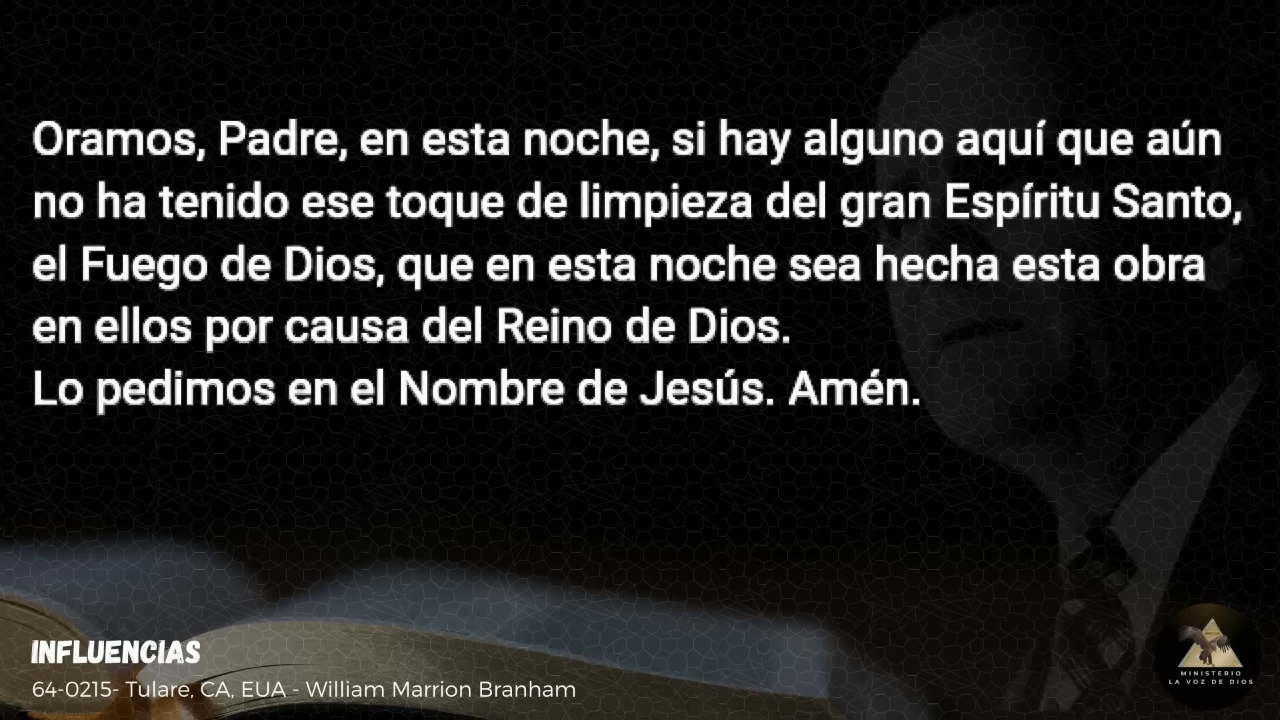 Oramos, Padre, en esta noche, si hay alguno aquí que aún
no ha tenido ese toque de limpieza del gran Espíritu Santo,
el Fuego de Dios, que en esta noche sea hecha esta obra
en ellos por causa del Reino de Dios.
Lo pedimos en el Nombre de Jesús. Amén.
INFLUENCIAS
64-0215- Tulare, CA, EUA - William Marrion Branham
MINISTERIO
LA VOZ DE DIOS